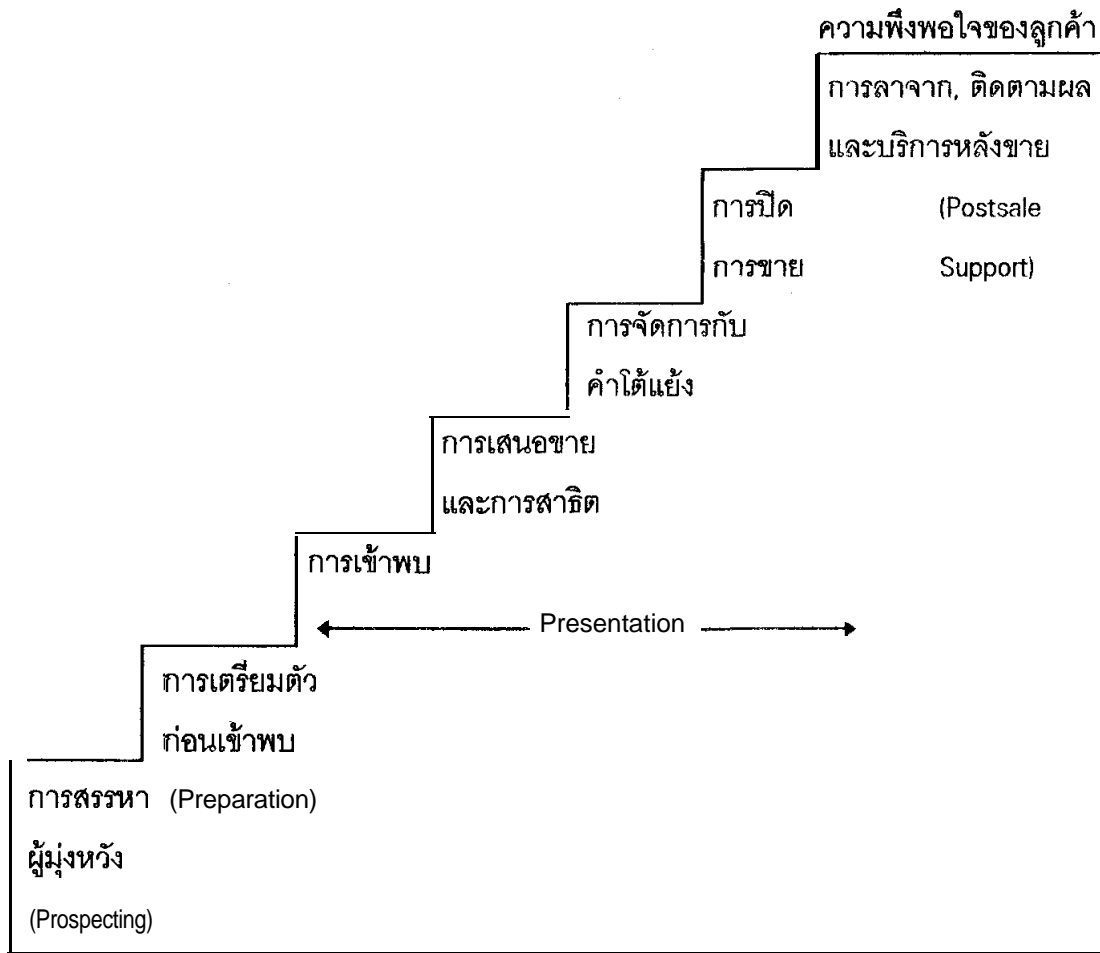 ความพึงพอใจของลูกค้า
การลาจาก, ติดตามผล
และบริการหลังขาย
(Postsale
Support)
การปิด
การขาย
การจัดการกับ
คำโต้แย้ง
การเสนอขาย
และการสาธิต
การเข้าพบ
Presentation
การเตรียมตัว
ก่อนเข้าพบ
(Preparation)
การสรรหา
ผู้มุ่งหวัง
(Prospecting)